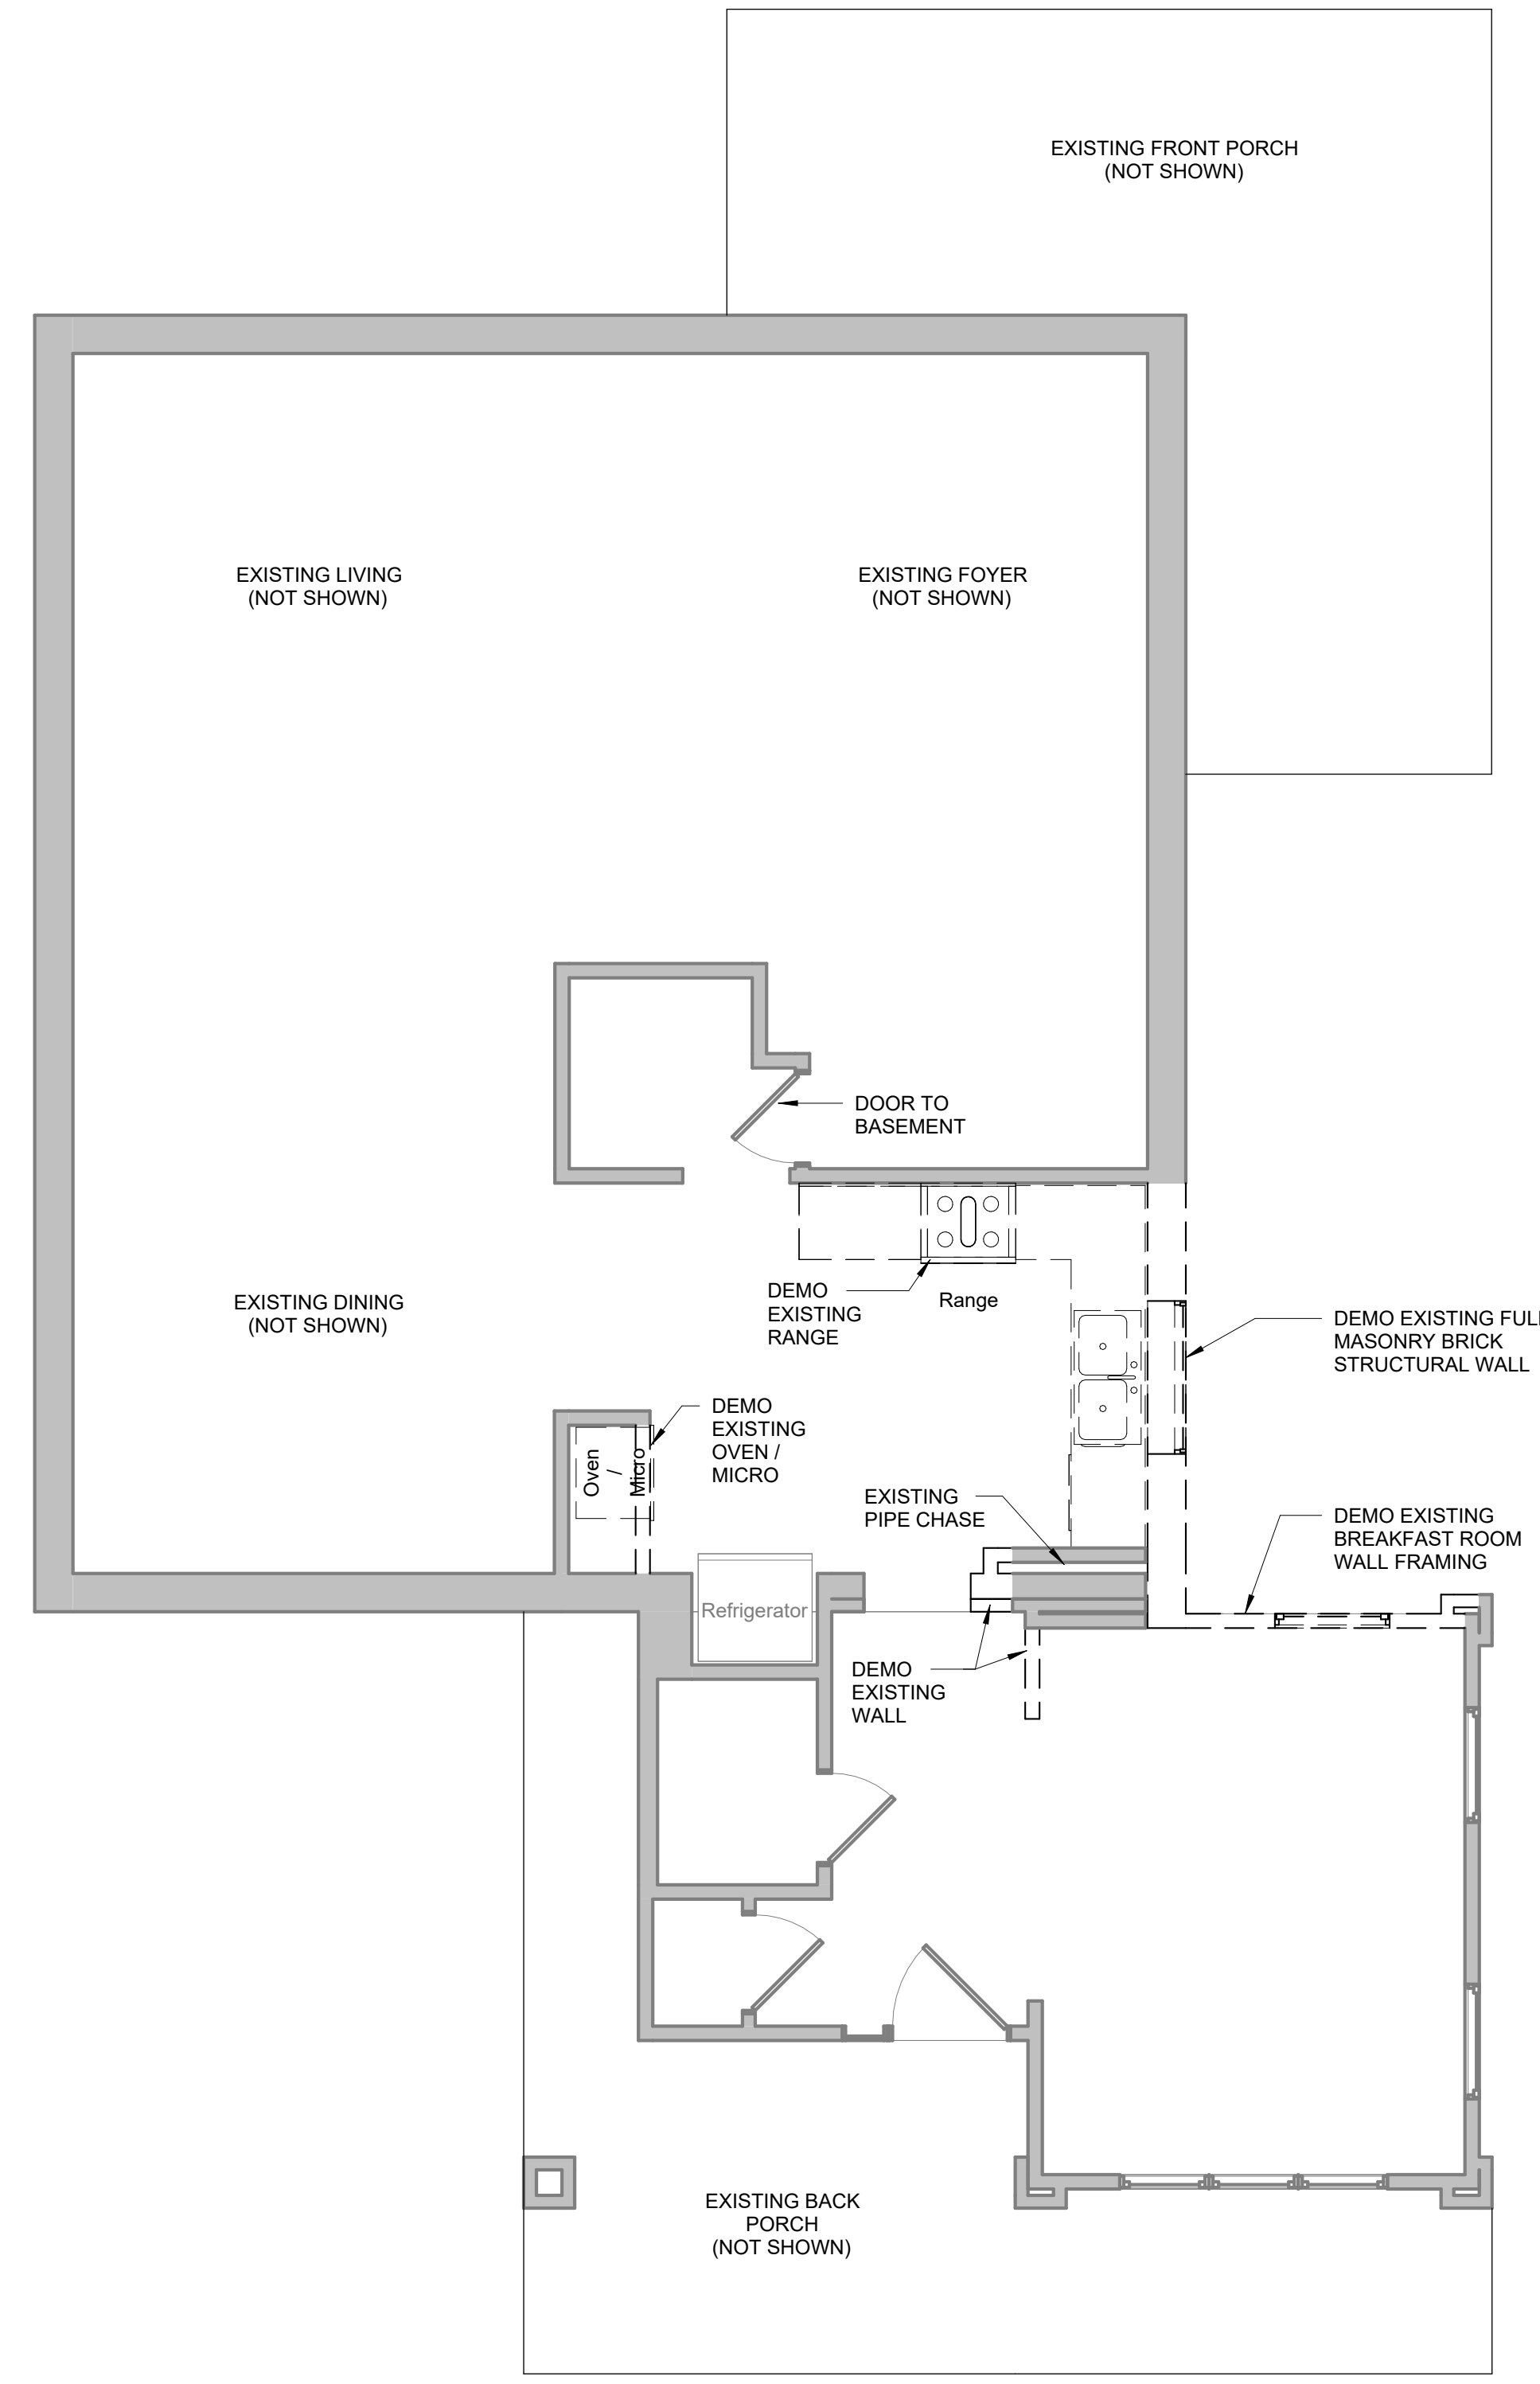 EXISTING FRONT PORCH
(NOT SHOWN)
EXISTING LIVING
(NOT SHOWN)
EXISTING FOYER
(NOT SHOWN)
DOOR TO
BASEMENT
DEMO
EXISTING
RANGE
Range
EXISTING DINING
(NOT SHOWN)
DEMO EXISTING FULL
MASONRY BRICK
STRUCTURAL WALL
DEMO
EXISTING
OVEN /
MICRO
Oven
/
Micro
EXISTING
PIPE CHASE
DEMO EXISTING
BREAKFAST ROOM
WALL FRAMING
Refrigerator
DEMO
EXISTING
WALL
EXISTING BACK
PORCH
(NOT SHOWN)